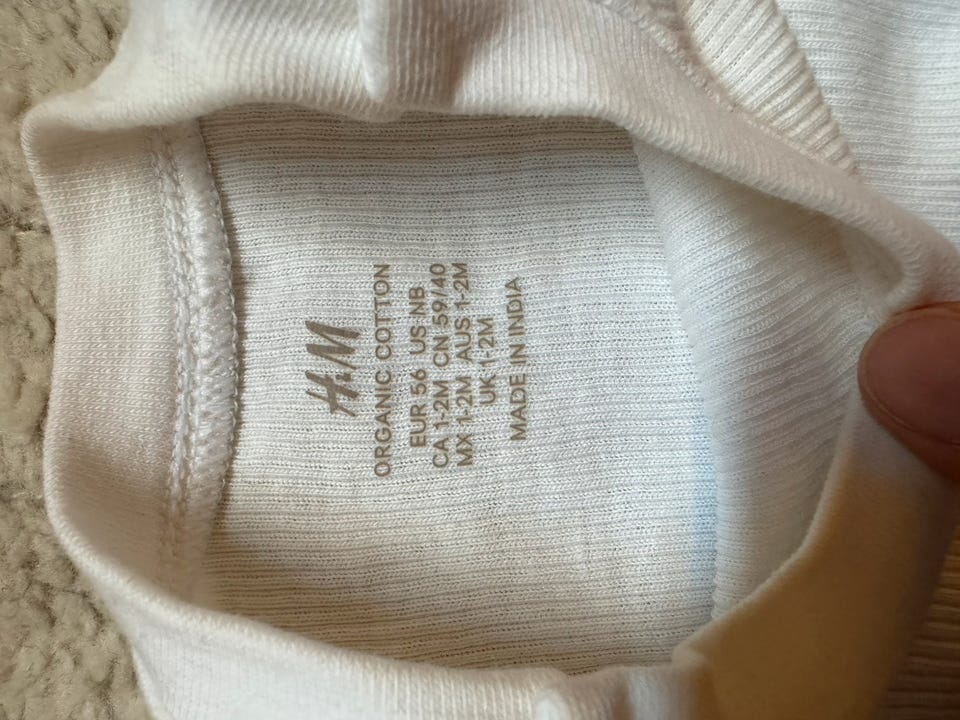 H&M
ORGANIC COTTON
EUR 56 US NB
CA 1-2M CN 59/40
MX 1-2M AUS 1-2M
UK 1-2M
MADE IN INDIA